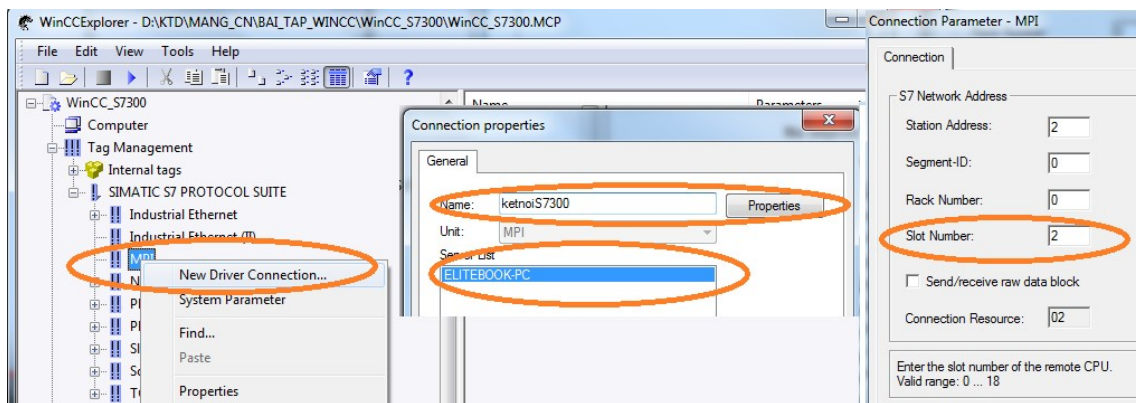 WinCCExplorer - D:\KTD\MANG_CN\BAI_TAP_WINCC\WinCC_S7300\WinCC_S7300.MCP
File Edit View Tools Help
WinCC_S7300
Computer
Tag Management
Internal tags
SIMATIC S7 PROTOCOL SUITE
Industrial Ethernet
Industrial Ethernet (II)
MPI
New Driver Connection...
System Parameter
Find...
Paste
Properties
Name
Parameters
Connection properties
General
Name: ketnoiS7300 Properties
Unit: MPI
Server List
ELITEBOOK-PC
Connection Parameter - MPI
Connection
S7 Network Address
Station Address: 2
Segment-ID: 0
Rack Number: 0
Slot Number: 2
Send/receive raw data block
Connection Resource: 02
Enter the slot number of the remote CPU.
Valid range: 0 ... 18